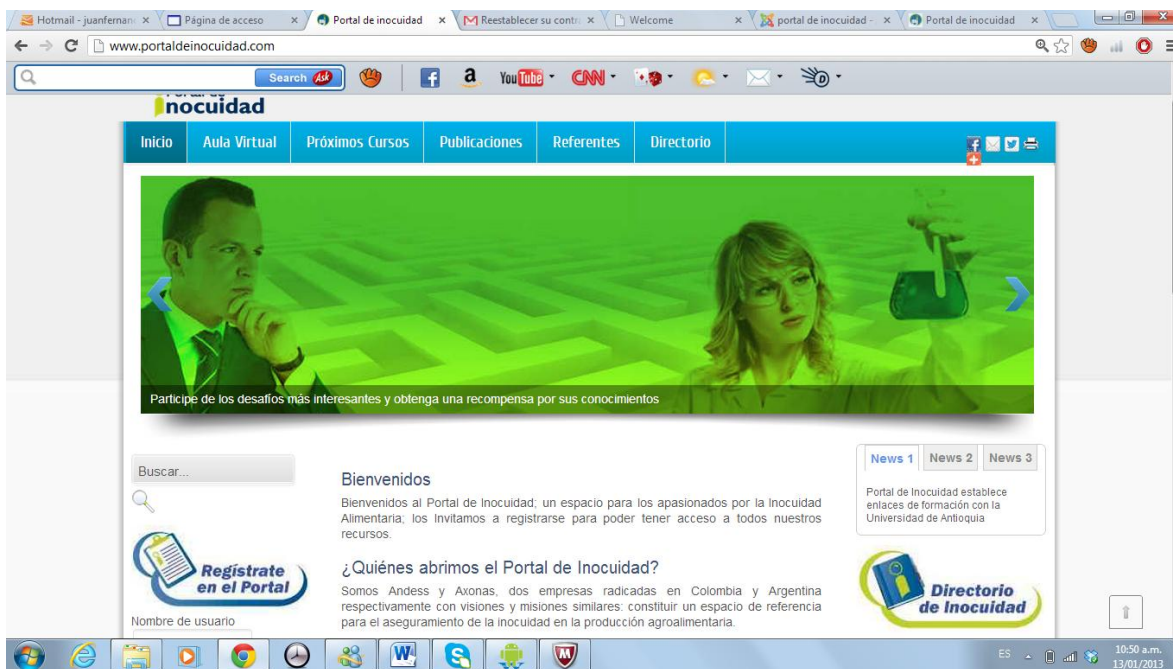 Hotmail - juanfernan
Página de acceso
Portal de inocuidad
Reestablecer su contr
Welcome
portal de inocuidad -
Portal de inocuidad
www.portaldeinocuidad.com
Search Ask
a
You Tube
CNN
inocuidad
Inicio
Aula Virtual
Próximos Cursos
Publicaciones
Referentes
Directorio
Participe de los desafíos más interesantes y obtenga una recompensa por sus conocimientos
Buscar...
Regístrate
en el Portal
Nombre de usuario
Bienvenidos
Bienvenidos al Portal de Inocuidad; un espacio para los apasionados por la Inocuidad
Alimentaria; los Invitamos a registrarse para poder tener acceso a todos nuestros
recursos.
¿Quiénes abrimos el Portal de Inocuidad?
Somos Andess y Axonas, dos empresas radicadas en Colombia y Argentina
respectivamente con visiones y misiones similares: constituir un espacio de referencia
para el aseguramiento de la inocuidad en la producción agroalimentaria.
News 1
News 2
News 3
Portal de Inocuidad establece
enlaces de formación con la
Universidad de Antioquia
Directorio
de Inocuidad
ES
10:50 a.m.
13/01/2013